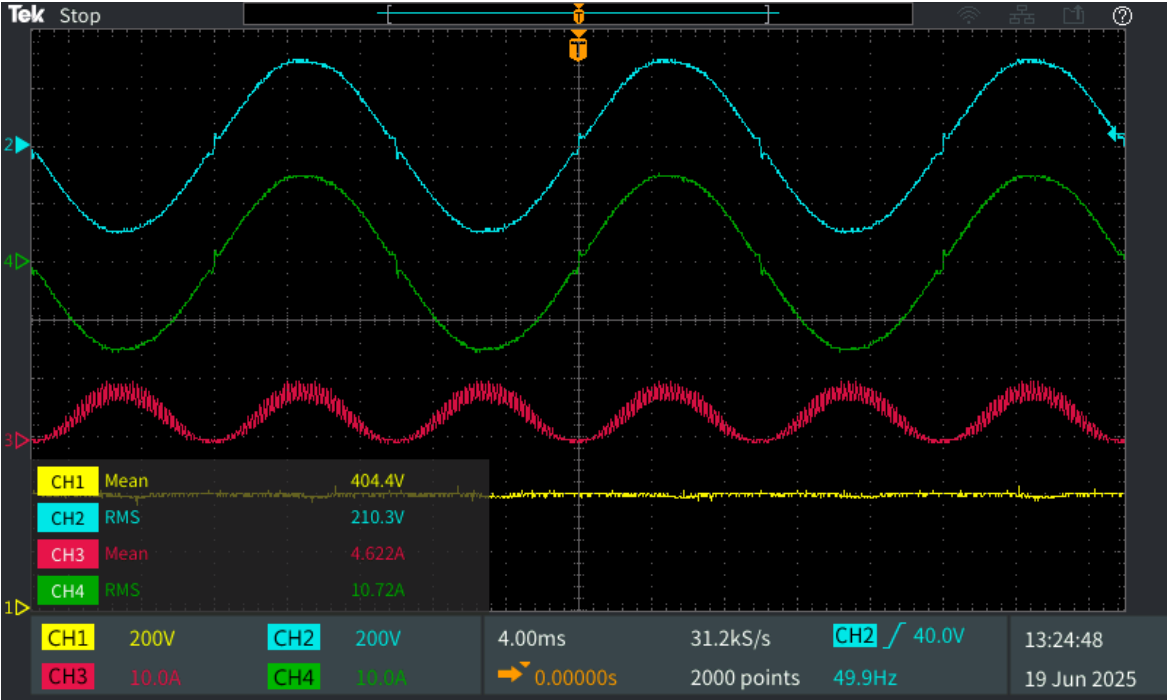 Tek Stop
T
T
2
4
3
1
CH1 Mean 404.4V
CH2 RMS 210.3V
CH3 Mean 4.622A
CH4 RMS 10.72A
CH1 200V CH2 200V 4.00ms 31.2kS/s CH2 40.0V 13:24:48
CH3 10.0A CH4 10.0A 0.00000s 2000 points 49.9Hz 19 Jun 2025